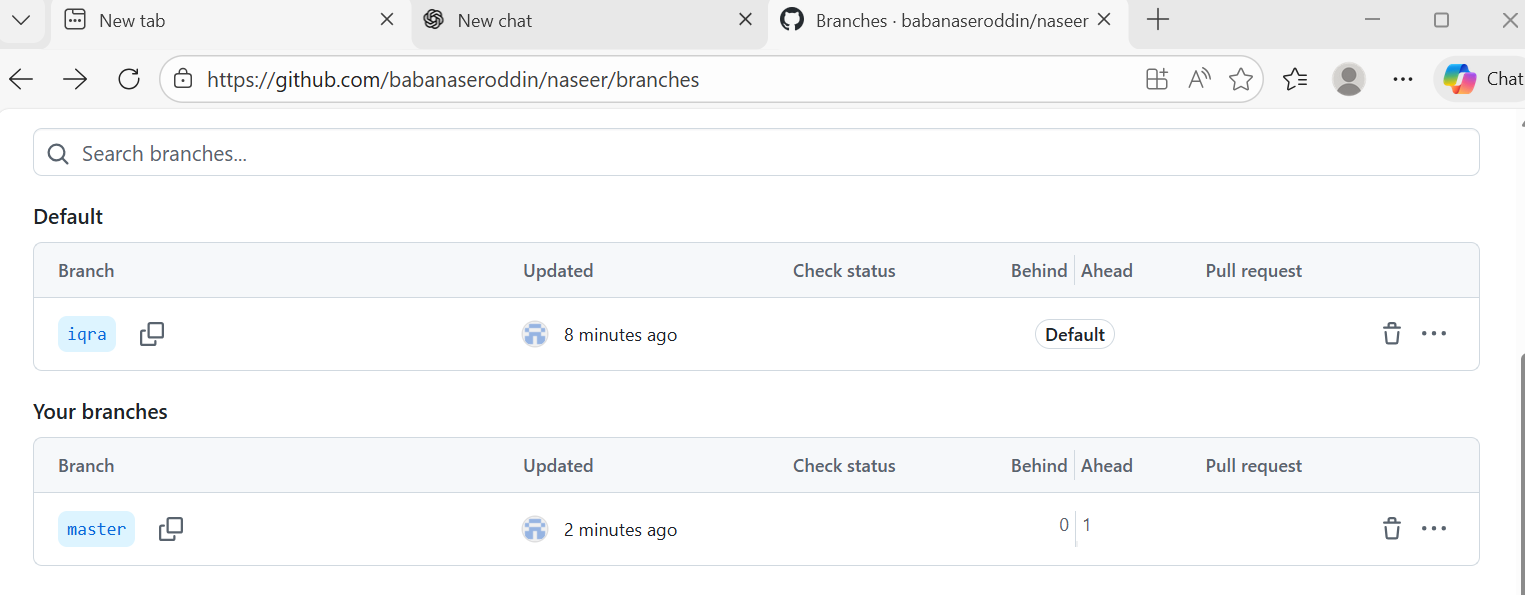 New tab
New chat
Branches · babanaseroddin/naseer
https://github.com/babanaseroddin/naseer/branches
Chat
Search branches...
Default
Branch Updated Check status Behind Ahead Pull request
iqra 8 minutes ago Default
Your branches
Branch Updated Check status Behind Ahead Pull request
master 2 minutes ago 0 1